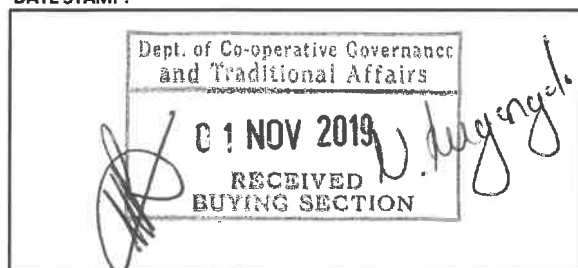 DATE STAMP:
Dept. of Co-operative Governance
and Traditional Affairs
01 NOV 2019
RECEIVED
BUYING SECTION